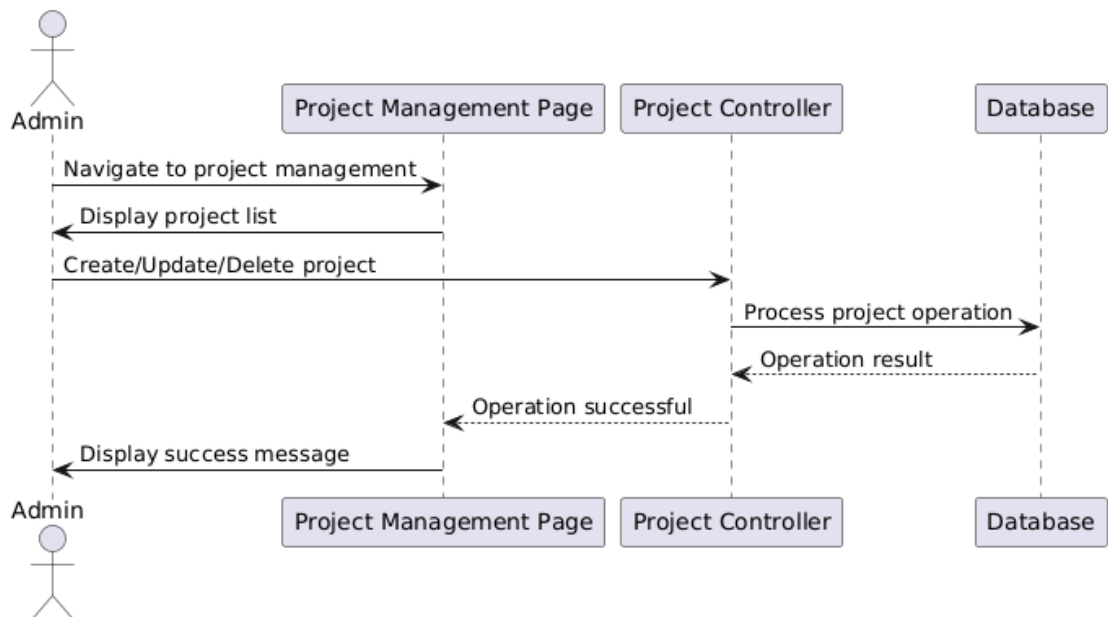 Admin
Project Management Page
Project Controller
Database
Navigate to project management
Display project list
Create/Update/Delete project
Process project operation
Operation result
Operation successful
Display success message
Admin
Project Management Page
Project Controller
Database